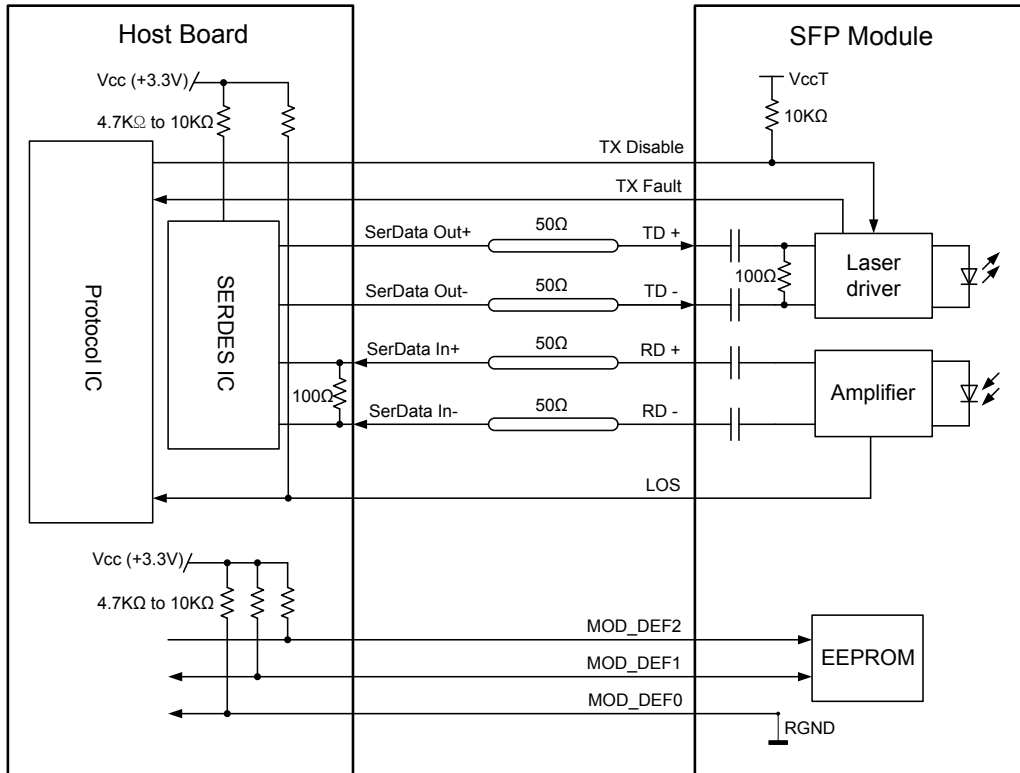 Host Board
SFP Module
Vcc (+3.3V)
VccT
4.7KΩ to 10KΩ
10KΩ
TX Disable
TX Fault
Protocol IC
SERDES IC
SerData Out+
50Ω
TD +
SerData Out-
50Ω
TD -
100Ω
Laser
driver
SerData In+
50Ω
RD +
100Ω
SerData In-
50Ω
RD -
Amplifier
LOS
Vcc (+3.3V)
4.7KΩ to 10KΩ
MOD_DEF2
MOD_DEF1
MOD_DEF0
EEPROM
RGND